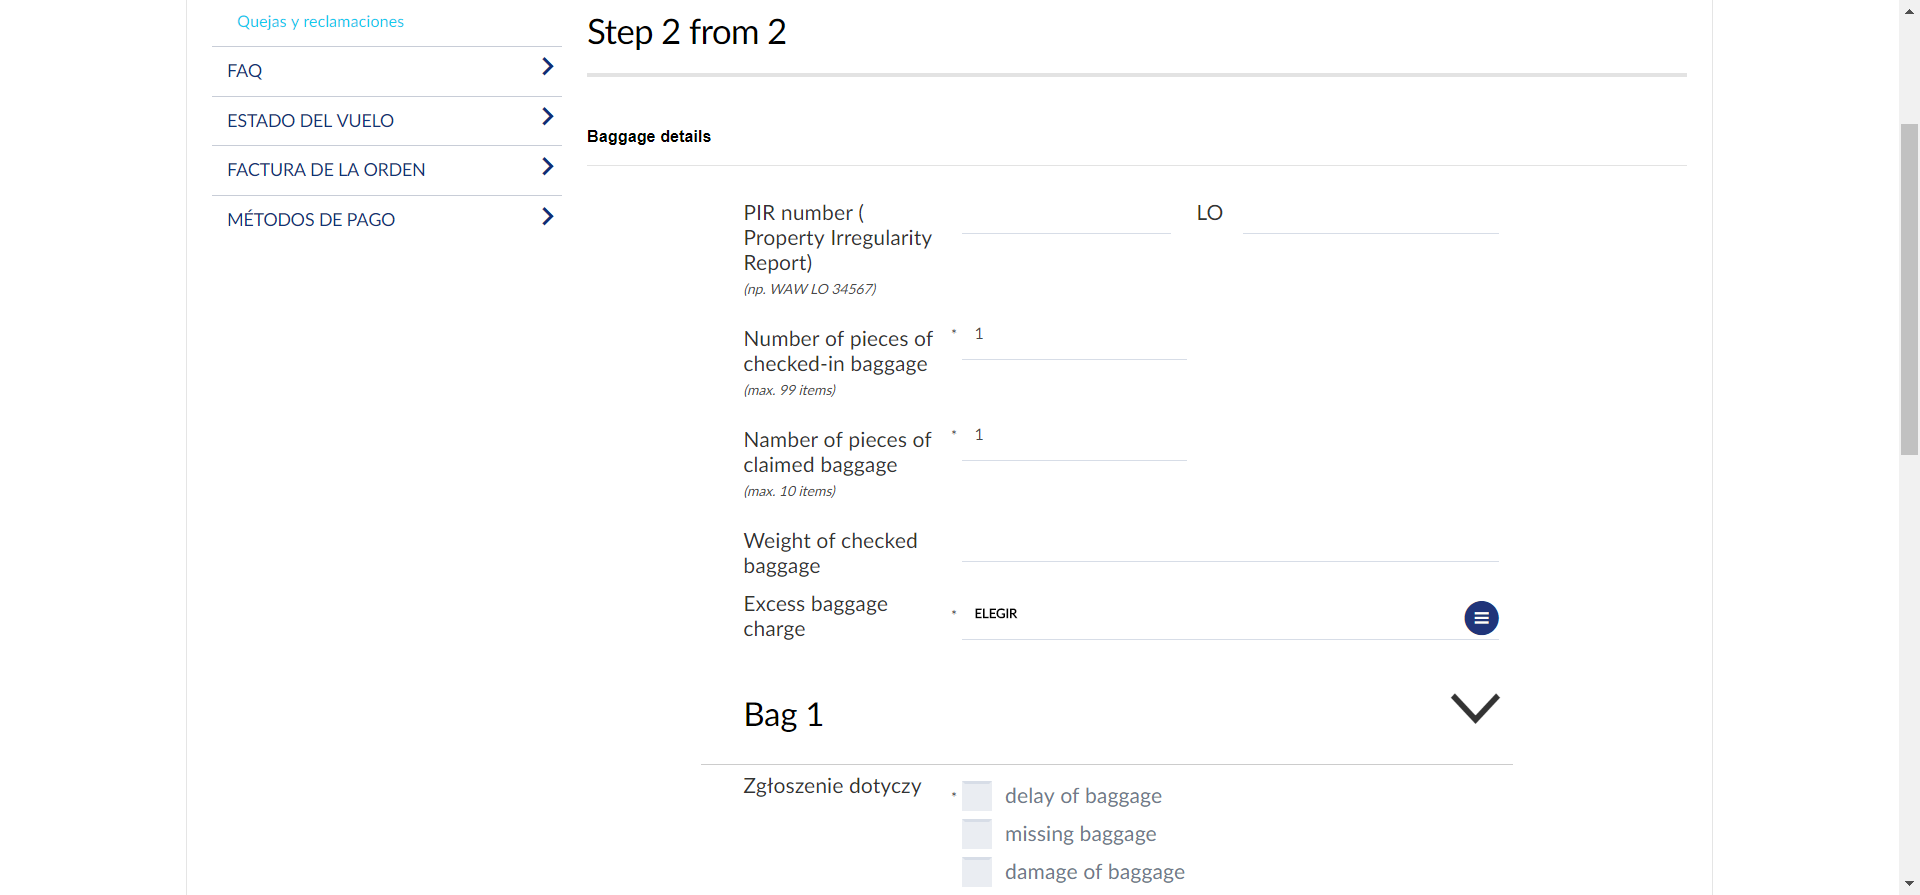 Quejas y reclamaciones
FAQ
ESTADO DEL VUELO
FACTURA DE LA ORDEN
MÉTODOS DE PAGO
Step 2 from 2
Baggage details
PIR number (
Property Irregularity
Report)
(np. WAW LO 34567)
LO
Number of pieces of
checked-in baggage
(max. 99 items)
* 1
Namber of pieces of
claimed baggage
(max. 10 items)
* 1
Weight of checked
baggage
Excess baggage
charge
* ELEGIR
Bag 1
Zgłoszenie dotyczy
* delay of baggage
missing baggage
damage of baggage